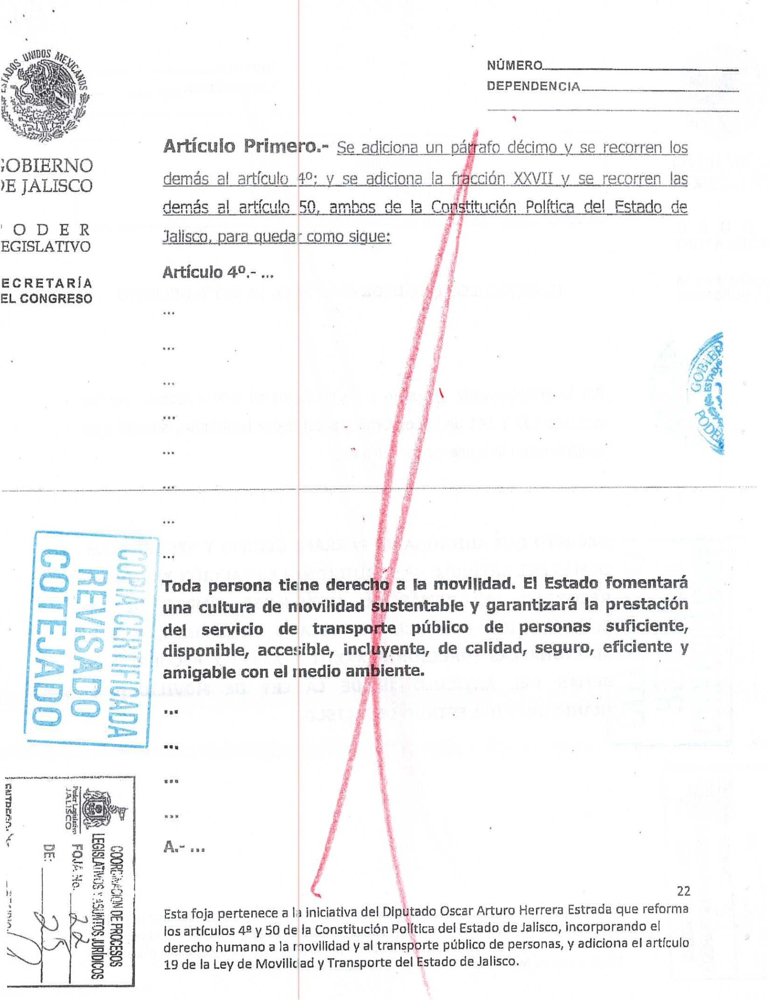 ESTADOS UNIDOS MEXICANOS
NÚMERO
DEPENDENCIA
GOBIERNO
DE JALISCO
PODER
LEGISLATIVO
SECRETARÍA
DEL CONGRESO
Artículo Primero.- Se adiciona un párrafo décimo y se recorren los
demás al artículo 4º; y se adiciona la fracción XXVII y se recorren las
demás al artículo 50, ambos de la Constitución Política del Estado de
Jalisco, para quedar como sigue:
Artículo 4º.- ...
...
...
...
...
...
...
...
...
GOBIE
ESTADOS
PODE
Toda persona tiene derecho a la movilidad. El Estado fomentará
una cultura de movilidad sustentable y garantizará la prestación
del servicio de transporte público de personas suficiente,
disponible, accesible, incluyente, de calidad, seguro, eficiente y
amigable con el medio ambiente.
...
...
...
...
A.- ...
COPIA CERTIFICADA
REVISADO
COTEJADO
COORDINACION DE PROCESOS
LEGISLATIVOS Y ASUNTOS JURÍDICOS
Poder Legislativo
JALISCO
FOJA No. 22
DE: 25
22
Esta foja pertenece a la iniciativa del Diputado Oscar Arturo Herrera Estrada que reforma
los artículos 4º y 50 de la Constitución Política del Estado de Jalisco, incorporando el
derecho humano a la movilidad y al transporte público de personas, y adiciona el artículo
19 de la Ley de Movilidad y Transporte del Estado de Jalisco.